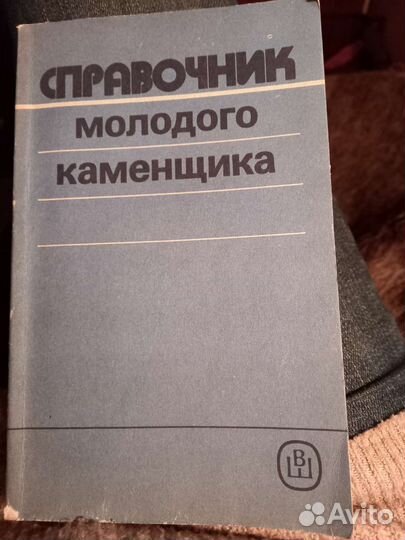 СПРАВОЧНИК
молодого
каменщика
ВШ
Avito